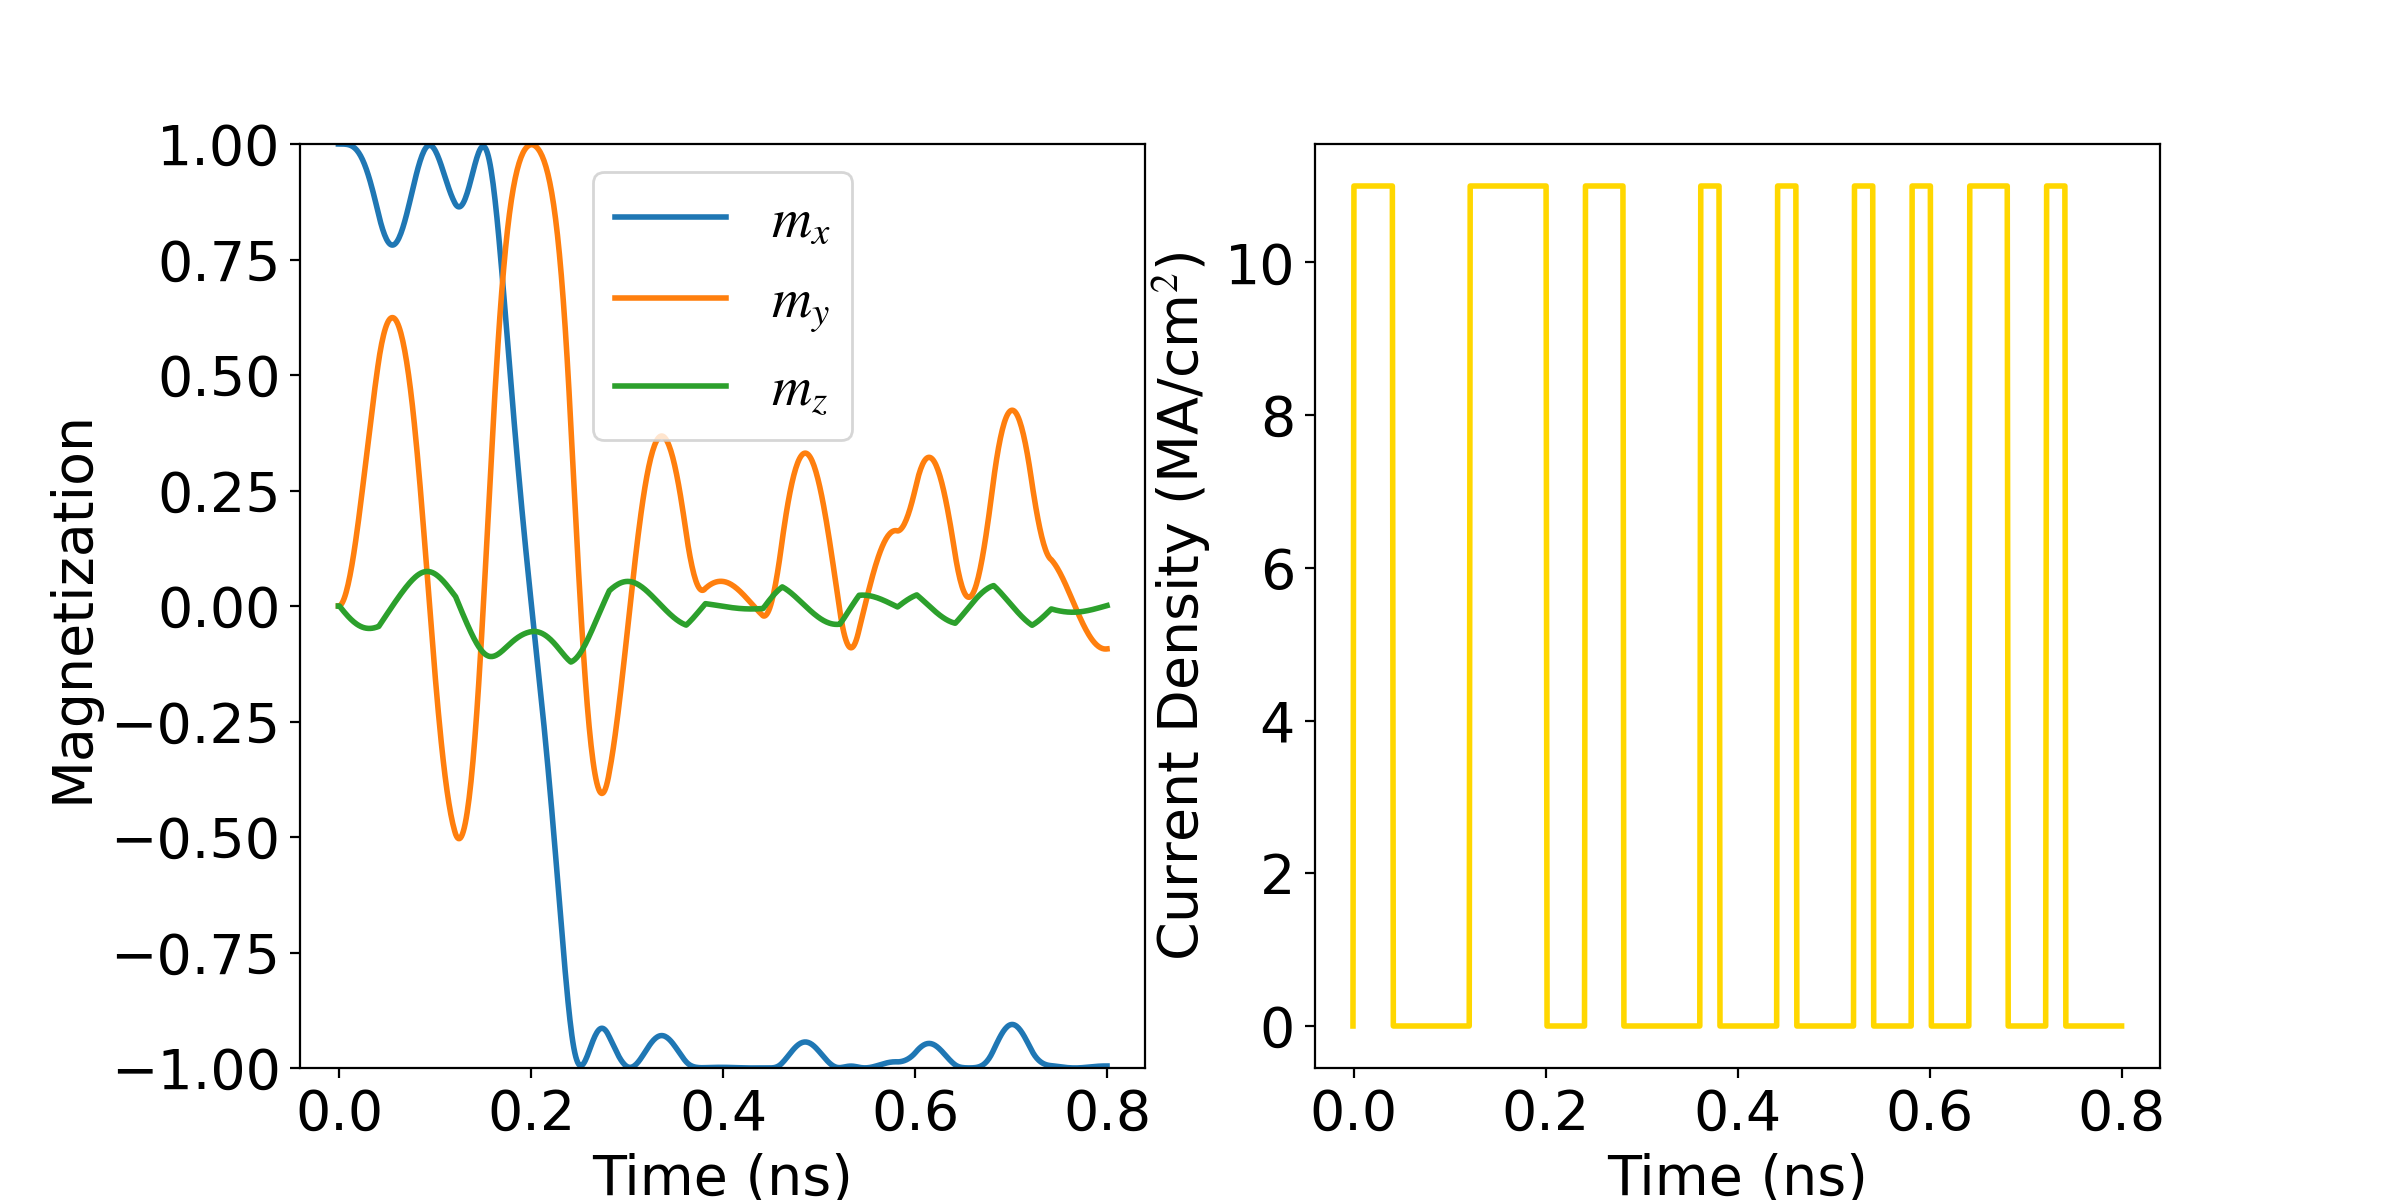 1.00
0.75
0.50
0.25
0.00
−0.25
−0.50
−0.75
−1.00
0.0 0.2 0.4 0.6 0.8
Time (ns)
Magnetization
m_x
m_y
m_z
10
8
6
4
2
0
0.0 0.2 0.4 0.6 0.8
Time (ns)
Current Density (MA/cm²)